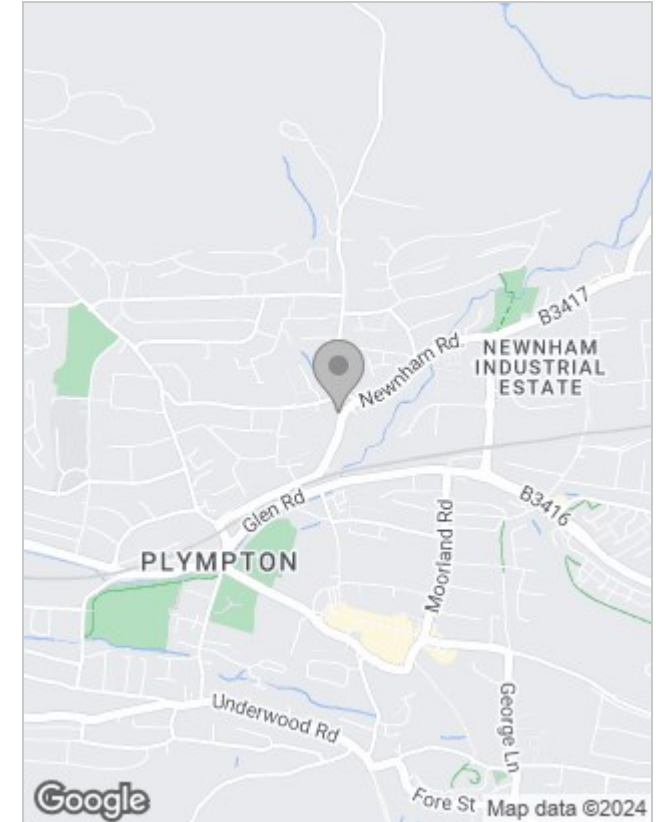 B3417
Newnham Rd
NEWNHAM
INDUSTRIAL
ESTATE
Glen Rd
B3416
PLYMPTON
Moorland Rd
Underwood Rd
George Ln
Fore St
Google
Map data ©2024